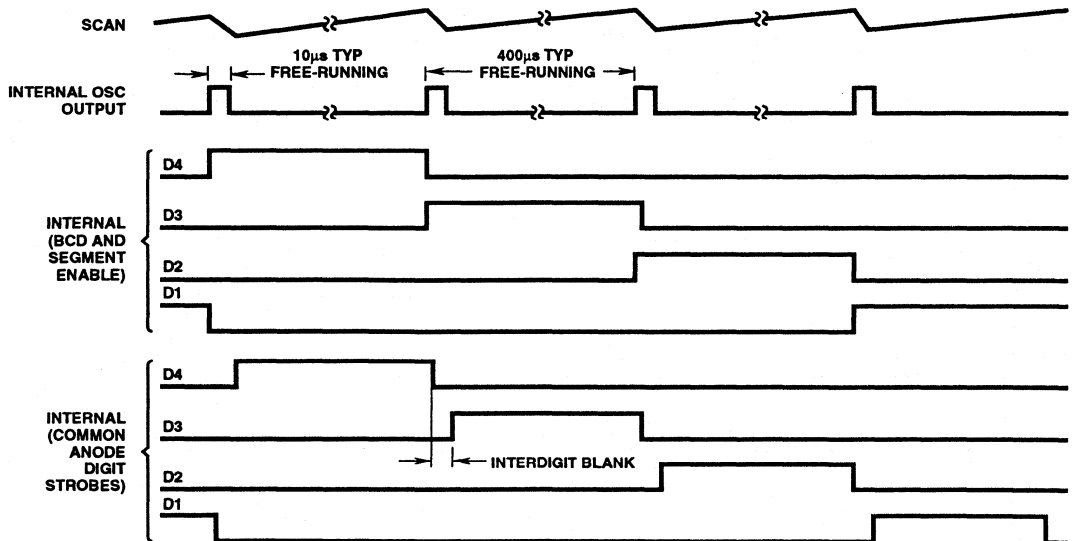 SCAN
10μs TYP
FREE-RUNNING
400μs TYP
FREE-RUNNING
INTERNAL OSC
OUTPUT
D4
D3
D2
D1
INTERNAL
(BCD AND
SEGMENT
ENABLE)
D4
D3
D2
D1
INTERNAL
(COMMON
ANODE
DIGIT
STROBES)
INTERDIGIT BLANK